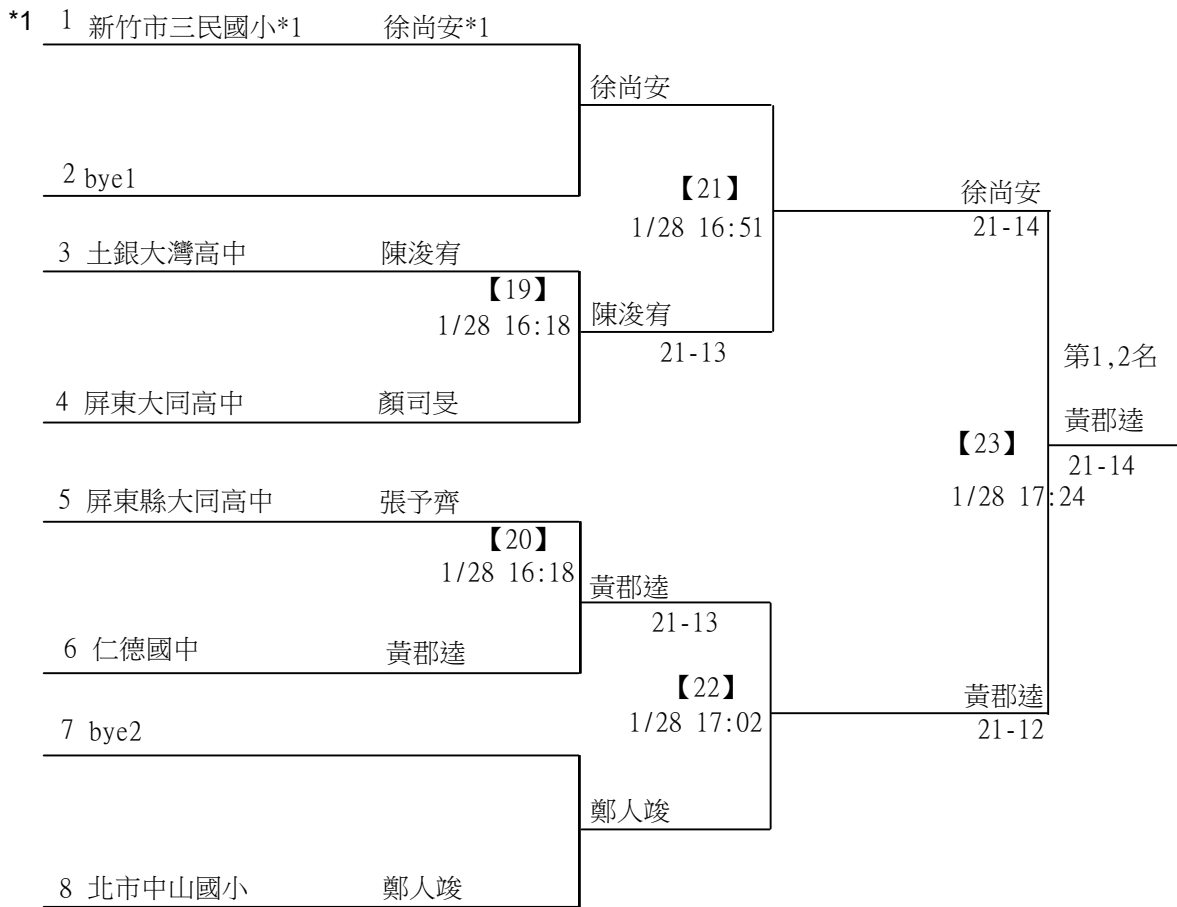 *1 1 新竹市三民國小*1 徐尚安*1
徐尚安
2 bye1
【21】
1/28 16:51
徐尚安
21-14
3 土銀大灣高中 陳浚宥
【19】
1/28 16:18
陳浚宥
21-13
4 屏東大同高中 顏司旻
第1,2名
黃郡逵
【23】
21-14
1/28 17:24
5 屏東縣大同高中 張予齊
【20】
1/28 16:18
黃郡逵
21-13
6 仁德國中 黃郡逵
【22】
1/28 17:02
黃郡逵
21-12
7 bye2
鄭人竣
8 北市中山國小 鄭人竣